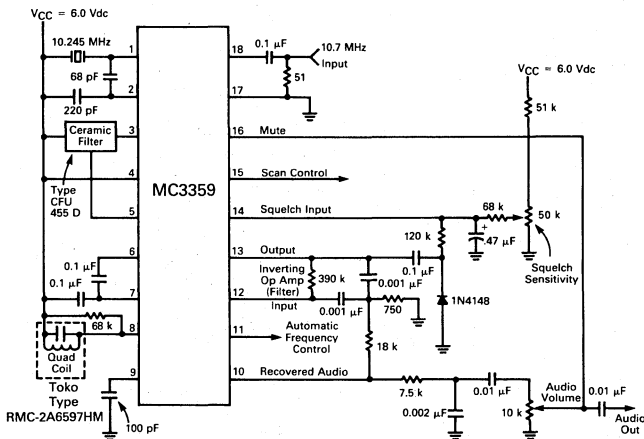 VCC = 6.0 Vdc
10.245 MHz
68 pF
220 pF
Ceramic
Filter
Type
CFU
455 D
0.1 µF
0.1 µF
68 k
Quad
Coil
Toko
Type
RMC-2A6597HM
100 pF
1
2
3
4
5
6
7
8
9
MC3359
18
17
16
15
14
13
12
11
10
0.1 µF
10.7 MHz
Input
51
Mute
Scan Control
Squelch Input
Output
Inverting
Op Amp
(Filter)
Input
Automatic
Frequency
Control
Recovered Audio
390 k
0.001 µF
0.001 µF
750
18 k
120 k
0.1 µF
1N4148
+
.47 µF
68 k
VCC = 6.0 Vdc
51 k
50 k
Squelch
Sensitivity
7.5 k
0.002 µF
0.01 µF
10 k
Audio
Volume
0.01 µF
Audio
Out